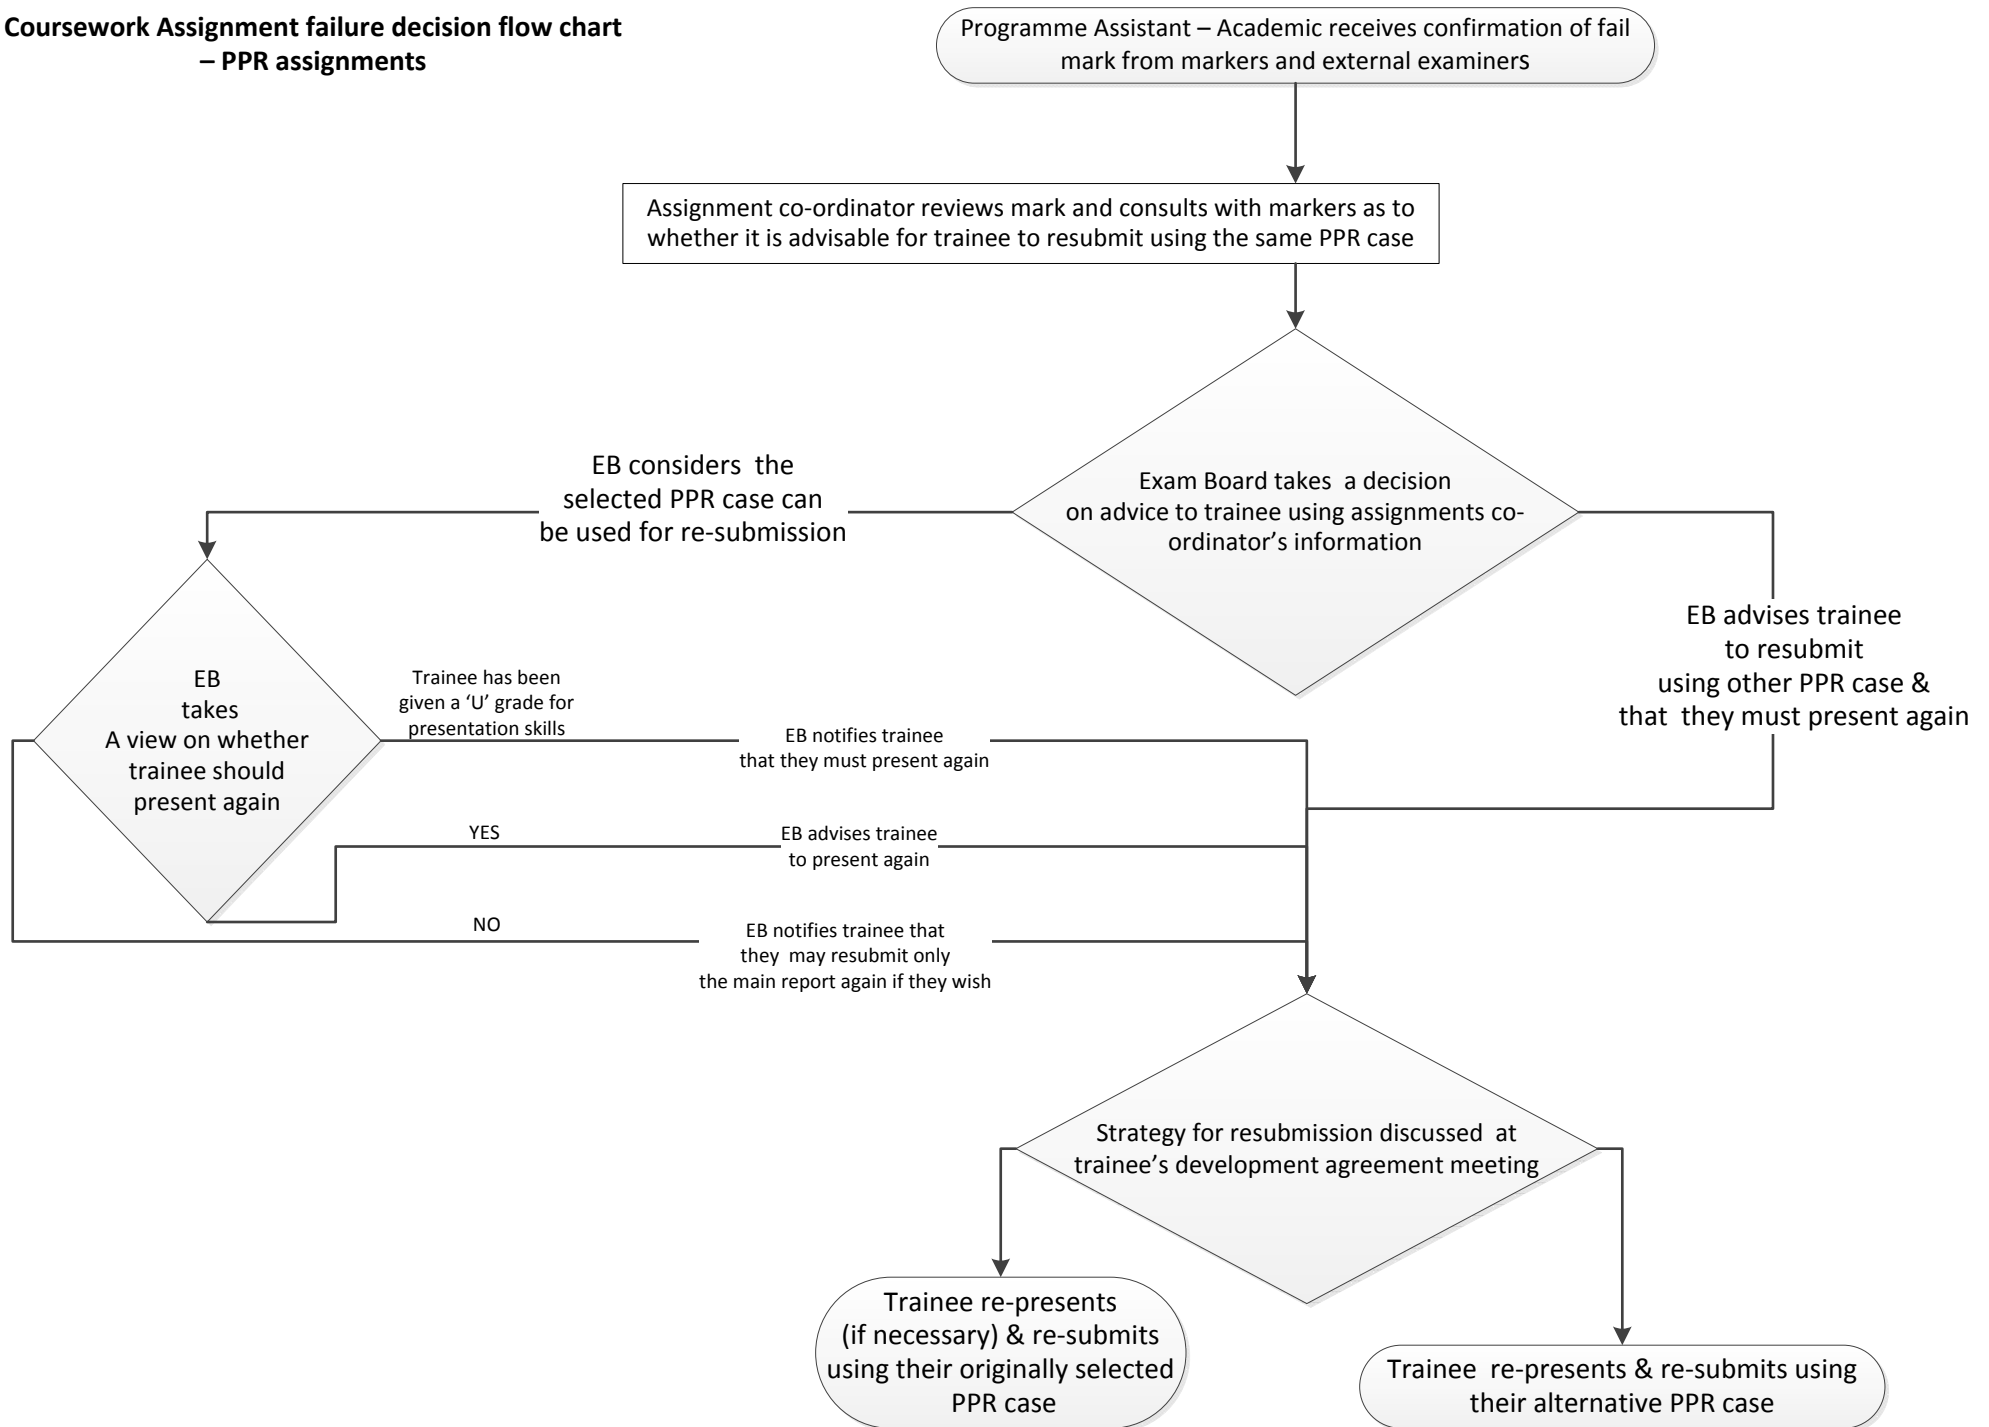 Coursework Assignment failure decision flow chart
– PPR assignments
Programme Assistant – Academic receives confirmation of fail
mark from markers and external examiners
Assignment co-ordinator reviews mark and consults with markers as to
whether it is advisable for trainee to resubmit using the same PPR case
Exam Board takes  a decision
on advice to trainee using assignments co-
ordinator’s information
EB considers  the
selected PPR case can
be used for re-submission
EB advises trainee
to resubmit
using other PPR case &
that  they must present again
EB
takes
A view on whether
trainee should
present again
Trainee has been
given a ‘U’ grade for
presentation skills
EB notifies trainee
that they must present again
YES
EB advises trainee
to present again
NO
EB notifies trainee that
they  may resubmit only
the main report again if they wish
Strategy for resubmission discussed  at
trainee’s development agreement meeting
Trainee re-presents
(if necessary) & re-submits
using their originally selected
PPR case
Trainee  re-presents & re-submits using
their alternative PPR case